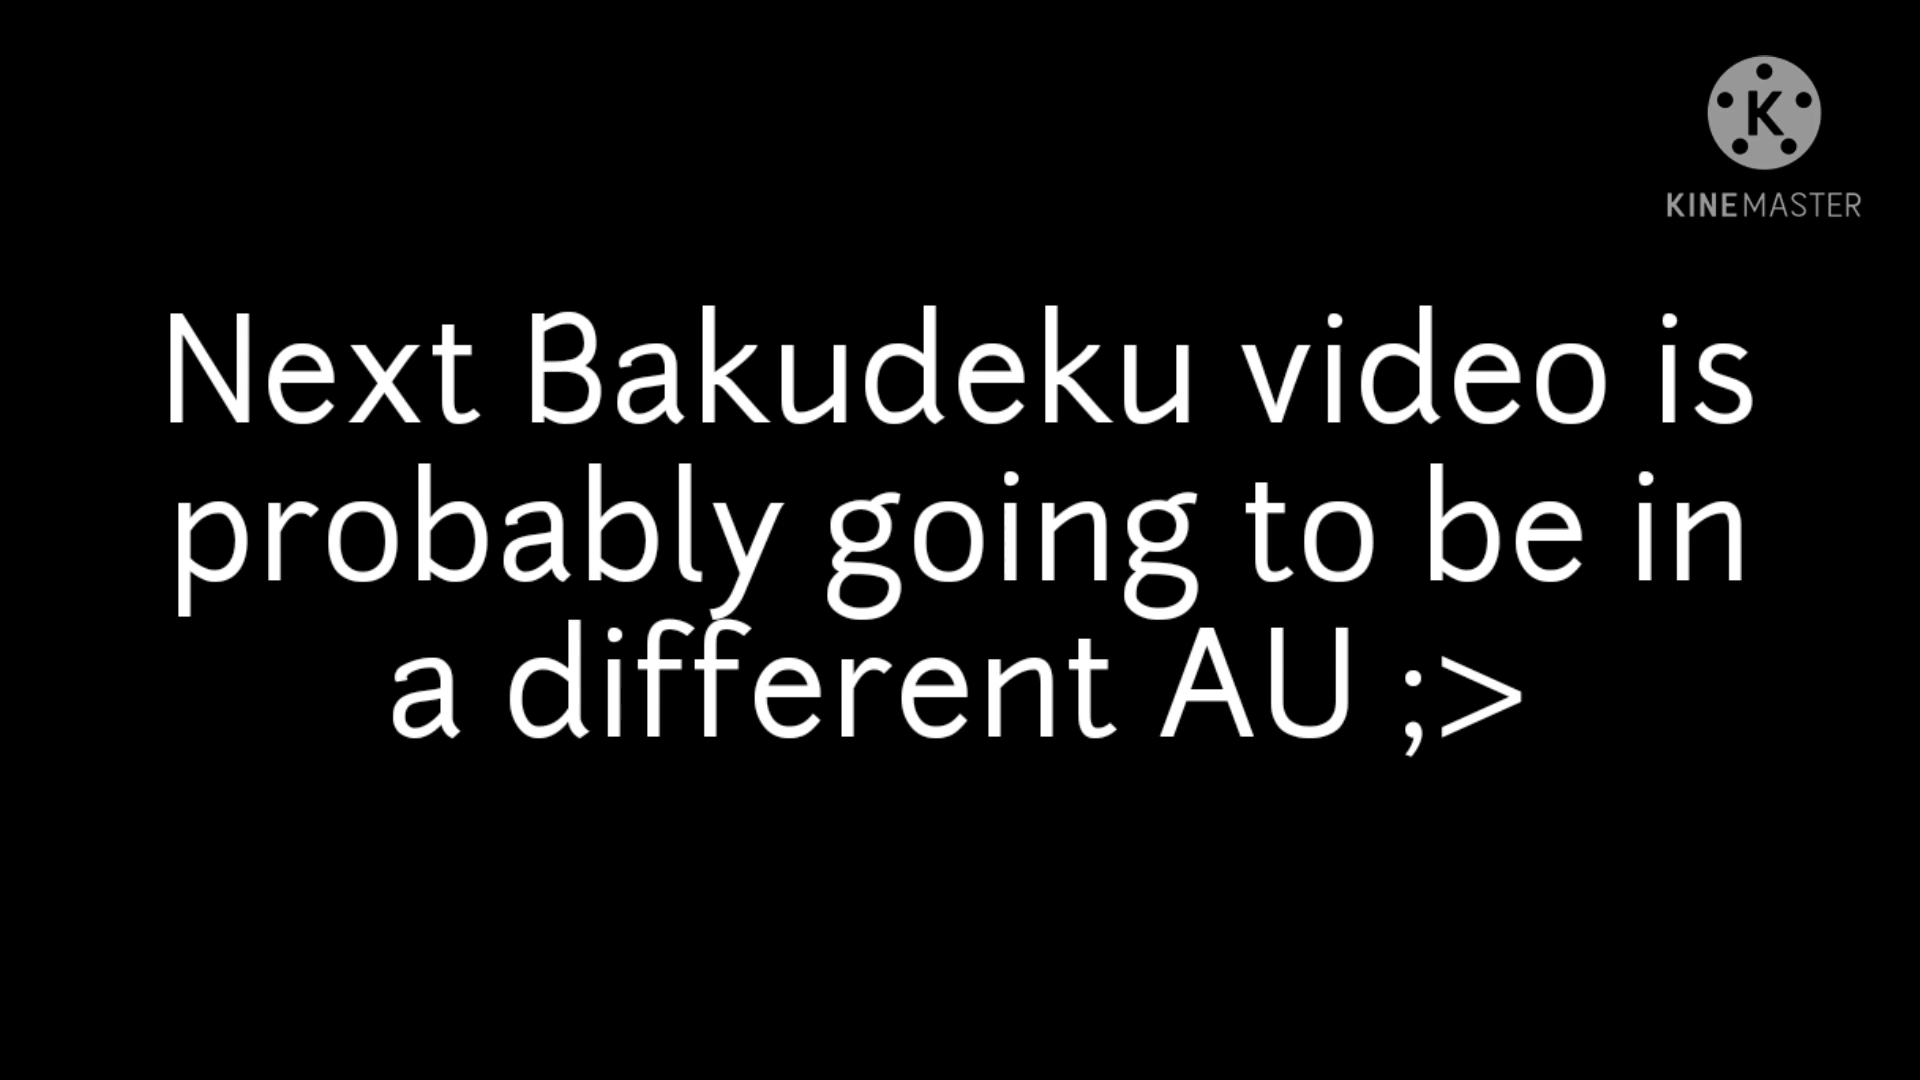 K
KINEMASTER
Next Bakudeku video is
probably going to be in
a different AU ;>